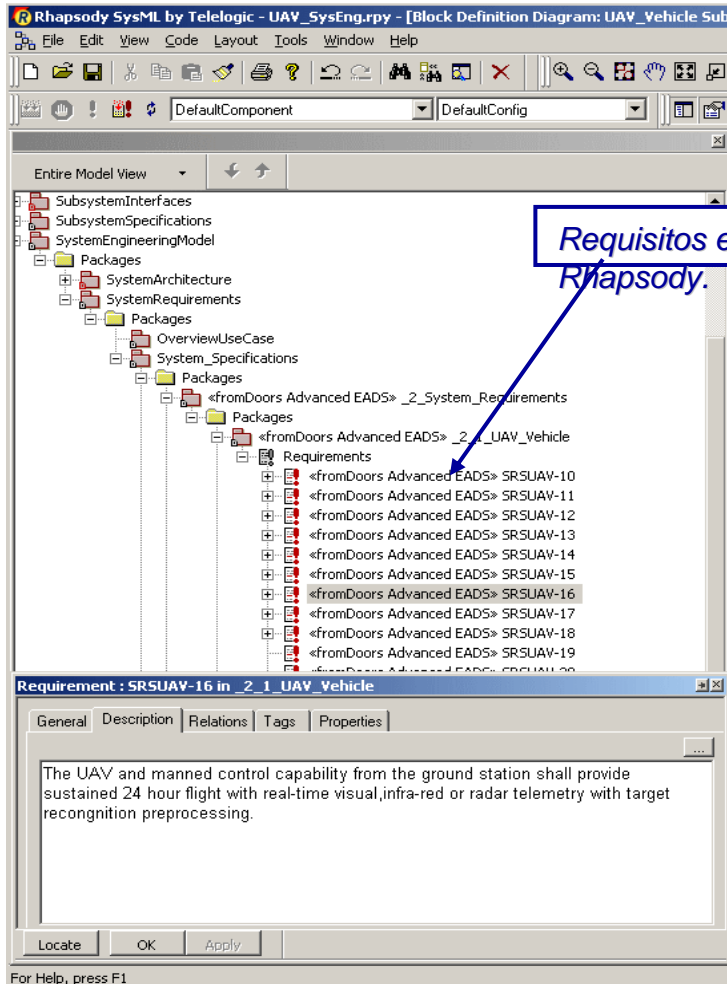 Rhapsody SysML by Telelogic - UAV_SysEng.rpy - [Block Definition Diagram: UAV_Vehicle Sub
File Edit View Code Layout Tools Window Help
DefaultComponent DefaultConfig
Entire Model View
SubsystemInterfaces
SubsystemSpecifications
SystemEngineeringModel
Packages
SystemArchitecture
SystemRequirements
Packages
OverviewUseCase
System_Specifications
Packages
«fromDoors Advanced EADS» _2_System_Requirements
Packages
«fromDoors Advanced EADS» _2_1_UAV_Vehicle
Requirements
«fromDoors Advanced EADS» SRSUAV-10
«fromDoors Advanced EADS» SRSUAV-11
«fromDoors Advanced EADS» SRSUAV-12
«fromDoors Advanced EADS» SRSUAV-13
«fromDoors Advanced EADS» SRSUAV-14
«fromDoors Advanced EADS» SRSUAV-15
«fromDoors Advanced EADS» SRSUAV-16
«fromDoors Advanced EADS» SRSUAV-17
«fromDoors Advanced EADS» SRSUAV-18
«fromDoors Advanced EADS» SRSUAV-19
«fromDoors Advanced EADS» SRSUAV-20
Requisitos e
Rhapsody.
Requirement : SRSUAV-16 in _2_1_UAV_Vehicle
General Description Relations Tags Properties
...
The UAV and manned control capability from the ground station shall provide
sustained 24 hour flight with real-time visual,infra-red or radar telemetry with target
recongnition preprocessing.
Locate OK Apply
For Help, press F1